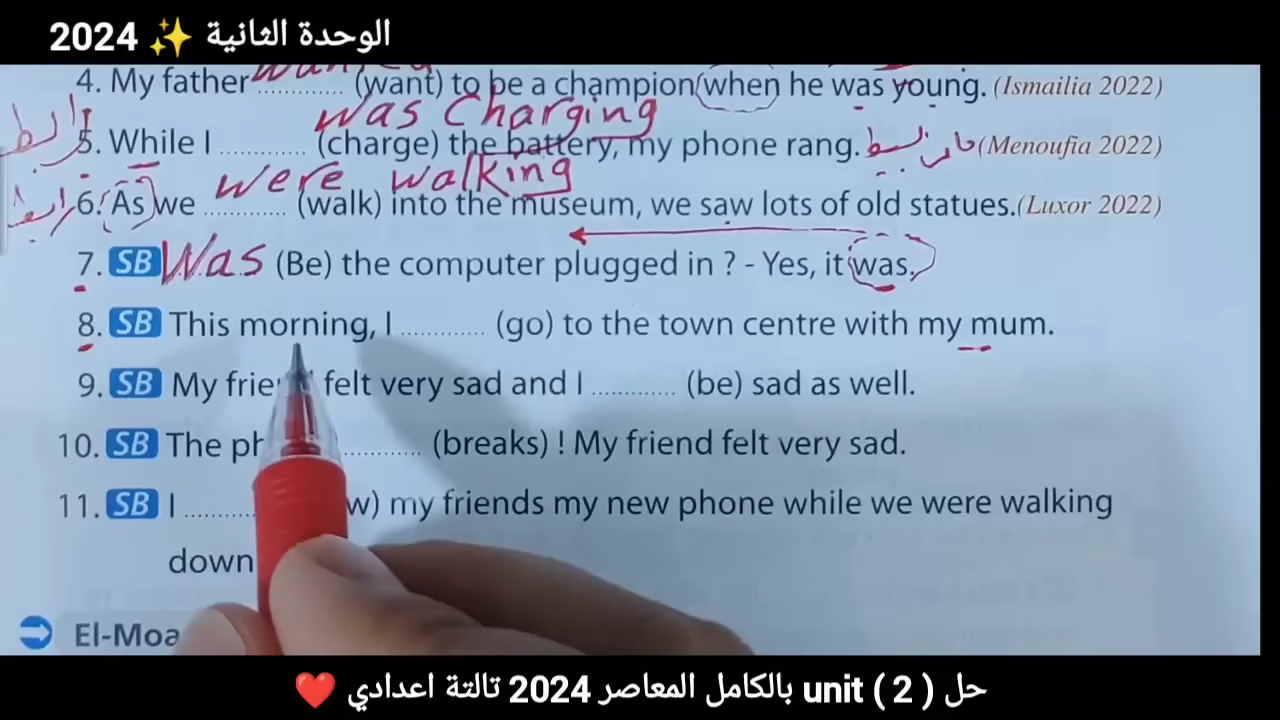 الوحدة الثانية ✨ 2024
wanted
4. My father ............ (want) to be a champion (when he was young. (Ismailia 2022)
was Charging
رابط 5. While I ............ (charge) the battery, my phone rang. ماضي بسيط (Menoufia 2022)
were walking
رابط 6. As we ............ (walk) into the museum, we saw lots of old statues. (Luxor 2022)
7. SB Was (Be) the computer plugged in ? - Yes, it was.
8. SB This morning, I ............ (go) to the town centre with my mum.
9. SB My frie felt very sad and I ............ (be) sad as well.
10. SB The ph ............ (breaks) ! My friend felt very sad.
11. SB I ............ w) my friends my new phone while we were walking
down
El-Moa
حل unit ( 2 ) بالكامل المعاصر 2024 تالتة اعدادي ❤️